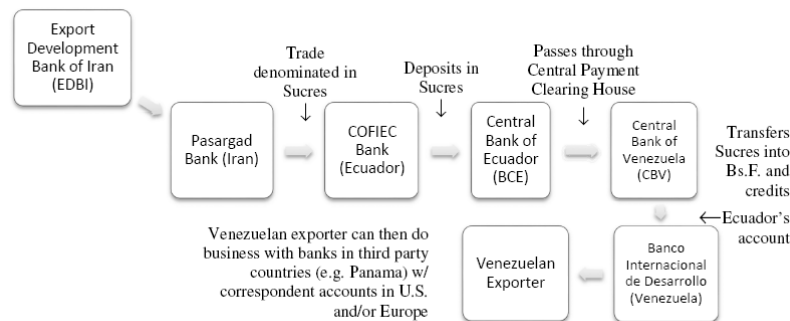 Export
Development
Bank of Iran
(EDBI)
Trade
denominated in
Sucres
Deposits in
Sucres
Passes through
Central Payment
Clearing House
Pasargad
Bank (Iran)
COFIEC
Bank
(Ecuador)
Central
Bank of
Ecuador
(BCE)
Central
Bank of
Venezuela
(CBV)
Transfers
Sucres into
Bs.F. and
credits
←Ecuador's
account
Venezuelan exporter can then do
business with banks in third party
countries (e.g. Panama) w/
correspondent accounts in U.S.
and/or Europe
Venezuelan
Exporter
Banco
Internacional
de Desarrollo
(Venezuela)